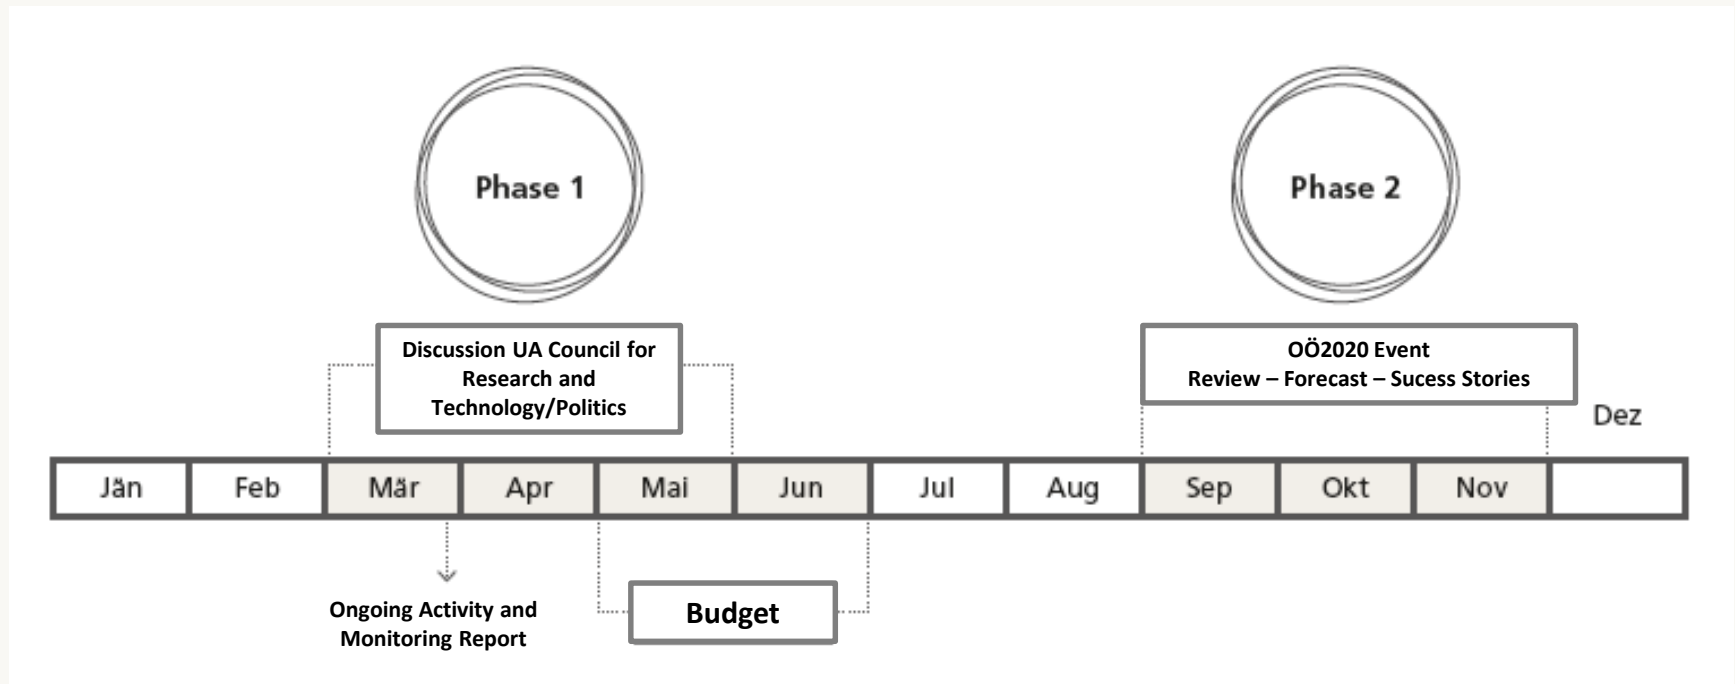 Phase 1
Phase 2
Discussion UA Council for
Research and
Technology/Politics
OÖ2020 Event
Review – Forecast – Sucess Stories
Dez
Jän
Feb
Mär
Apr
Mai
Jun
Jul
Aug
Sep
Okt
Nov
Ongoing Activity and
Monitoring Report
Budget